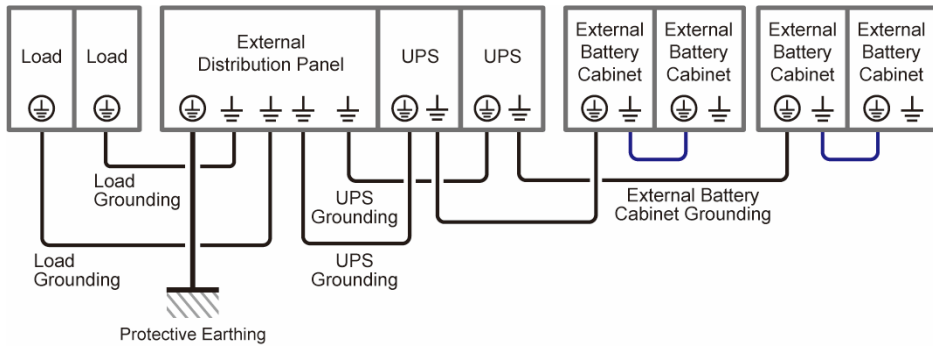 Load
Load
External
Distribution Panel
UPS
UPS
External
Battery
Cabinet
External
Battery
Cabinet
External
Battery
Cabinet
External
Battery
Cabinet
Load
Grounding
UPS
Grounding
External Battery
Cabinet Grounding
Load
Grounding
UPS
Grounding
Protective Earthing